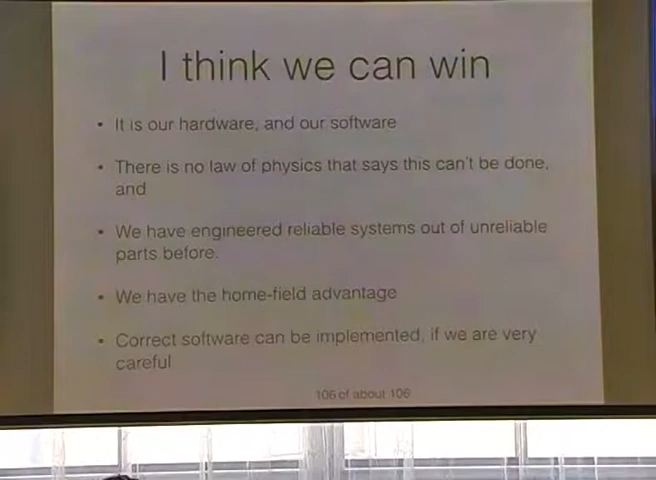 I think we can win
• It is our hardware, and our software
• There is no law of physics that says this can't be done,
and
• We have engineered reliable systems out of unreliable
parts before.
• We have the home-field advantage
• Correct software can be implemented, if we are very
careful
106 of about 106